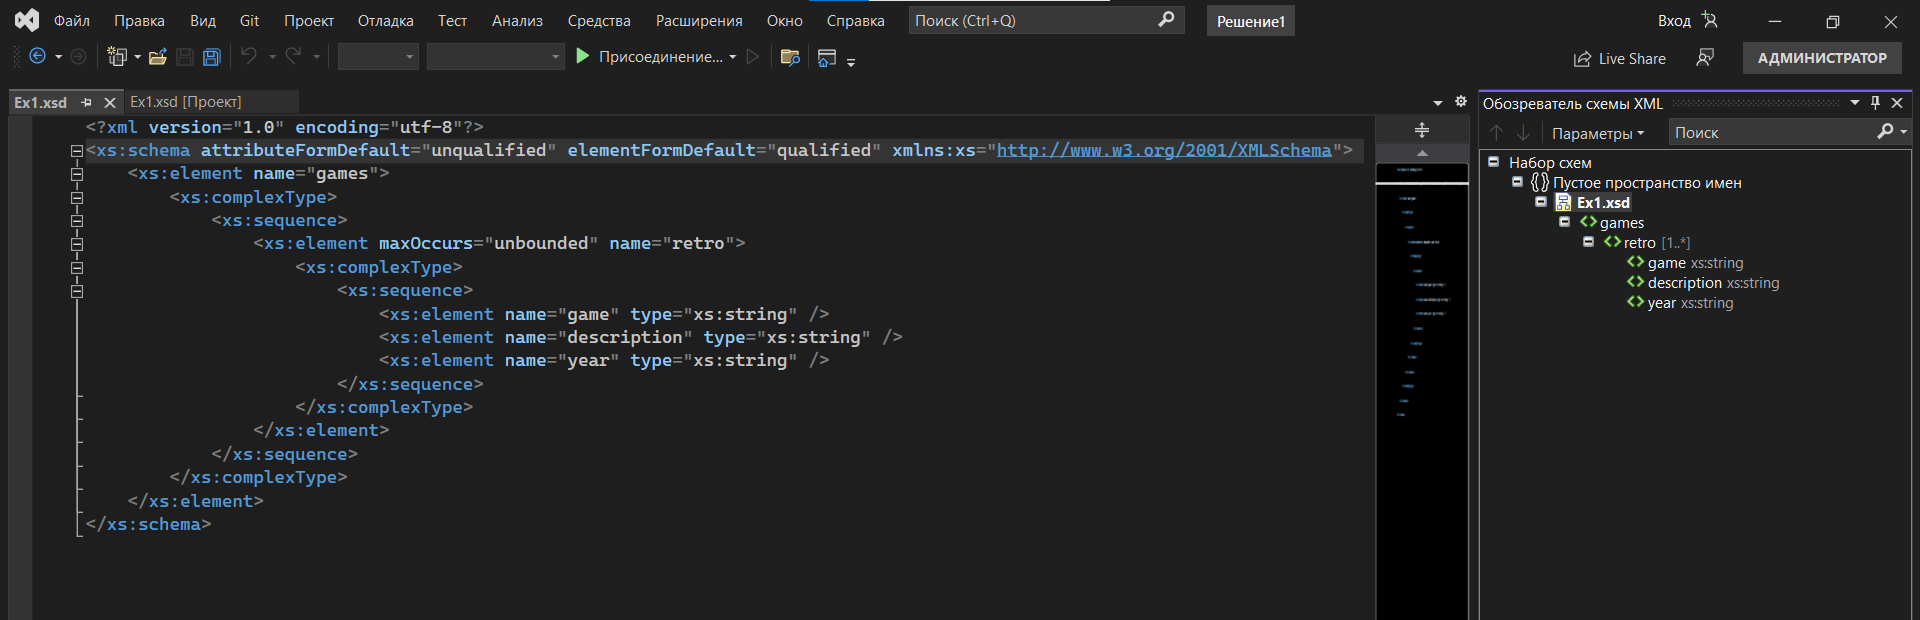 Файл Правка Вид Git Проект Отладка Тест Анализ Средства Расширения Окно Справка Поиск (Ctrl+Q) Решение1 Вход
Присоединение... Live Share АДМИНИСТРАТОР
Ex1.xsd Ex1.xsd [Проект]
<?xml version="1.0" encoding="utf-8"?>
<xs:schema attributeFormDefault="unqualified" elementFormDefault="qualified" xmlns:xs="http://www.w3.org/2001/XMLSchema">
<xs:element name="games">
<xs:complexType>
<xs:sequence>
<xs:element maxOccurs="unbounded" name="retro">
<xs:complexType>
<xs:sequence>
<xs:element name="game" type="xs:string" />
<xs:element name="description" type="xs:string" />
<xs:element name="year" type="xs:string" />
</xs:sequence>
</xs:complexType>
</xs:element>
</xs:sequence>
</xs:complexType>
</xs:element>
</xs:schema>
Обозреватель схемы XML
Параметры Поиск
Набор схем
{} Пустое пространство имен
Ex1.xsd
<> games
<> retro [1..*]
<> game xs:string
<> description xs:string
<> year xs:string